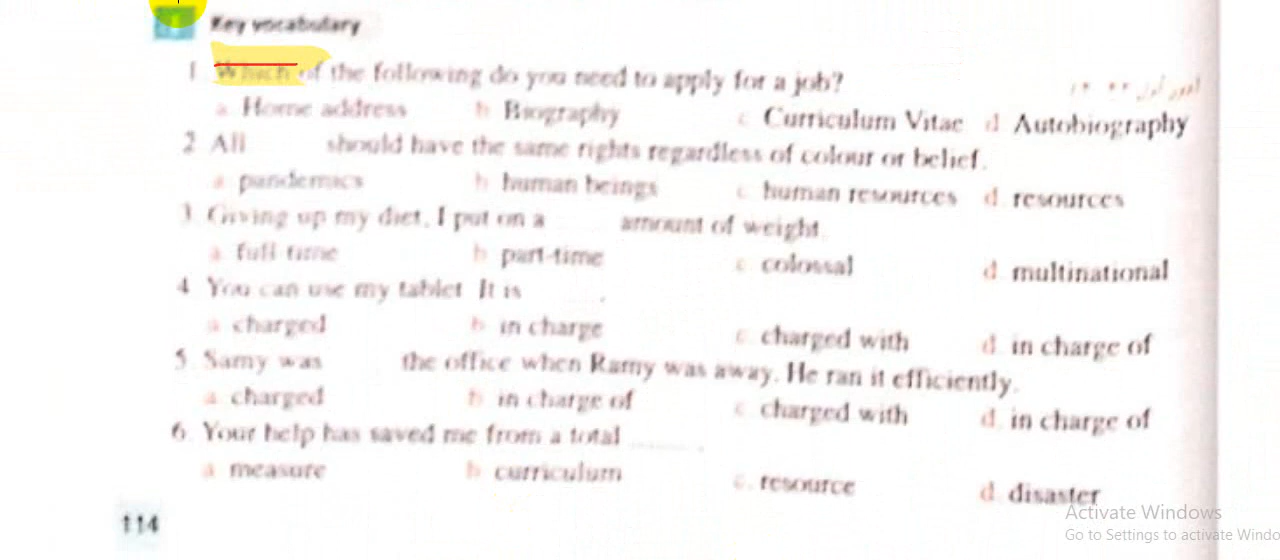 Key vocabulary
1. Which of the following do you need to apply for a job?
a. Home address b. Biography c. Curriculum Vitae d. Autobiography
2. All should have the same rights regardless of colour or belief.
a. pandemics b. human beings c. human resources d. resources
3. Giving up my diet, I put on a amount of weight.
a. full time b. part-time c. colossal d. multinational
4. You can use my tablet. It is .
a. charged b. in charge c. charged with d. in charge of
5. Samy was the office when Ramy was away. He ran it efficiently.
a. charged b. in charge of c. charged with d. in charge of
6. Your help has saved me from a total ........ .
a. measure b. curriculum c. resource d. disaster
114
Activate Windows
Go to Settings to activate Windo